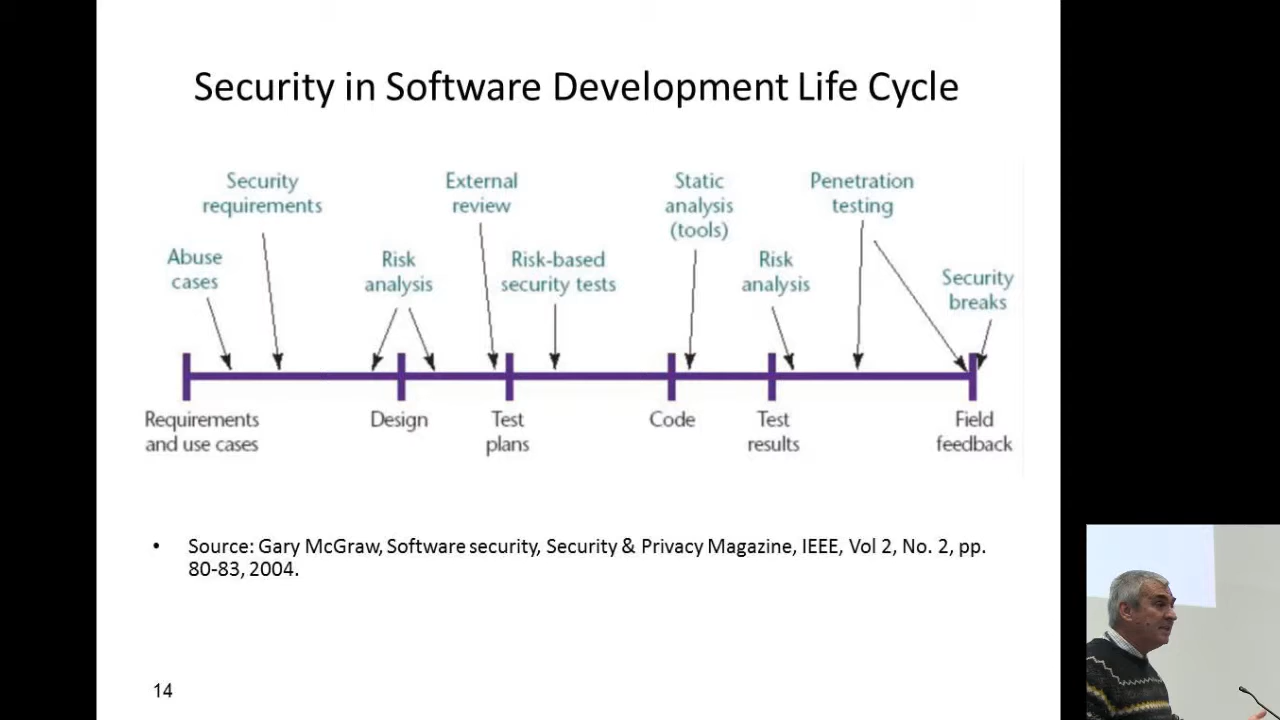 Security in Software Development Life Cycle
Security
requirements
External
review
Static
analysis
(tools)
Penetration
testing
Abuse
cases
Risk
analysis
Risk-based
security tests
Risk
analysis
Security
breaks
Requirements
and use cases
Design
Test
plans
Code
Test
results
Field
feedback
• Source: Gary McGraw, Software security, Security & Privacy Magazine, IEEE, Vol 2, No. 2, pp.
80-83, 2004.
14